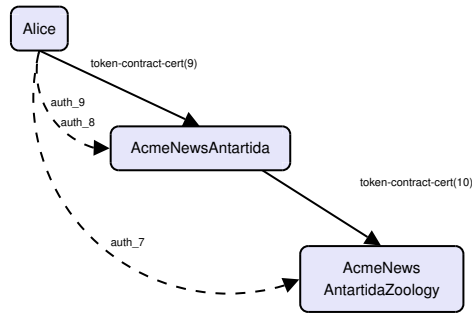 Alice
token-contract-cert(9)
auth_9
auth_8
AcmeNewsAntartida
token-contract-cert(10)
auth_7
AcmeNews
AntartidaZoology